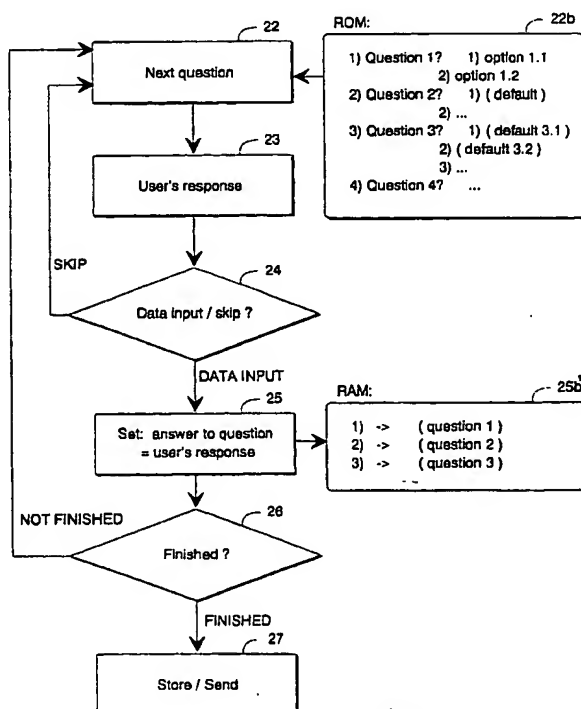 22
Next question
ROM:
22b
1) Question 1? 1) option 1.1
2) option 1.2
2) Question 2? 1) ( default )
2) ...
3) Question 3? 1) ( default 3.1 )
2) ( default 3.2 )
3) ...
4) Question 4? ...
23
User's response
SKIP
24
Data input / skip ?
DATA INPUT
25
Set: answer to question
= user's response
RAM:
25b
1) -> ( question 1 )
2) -> ( question 2 )
3) -> ( question 3 )
NOT FINISHED
26
Finished ?
FINISHED
27
Store / Send